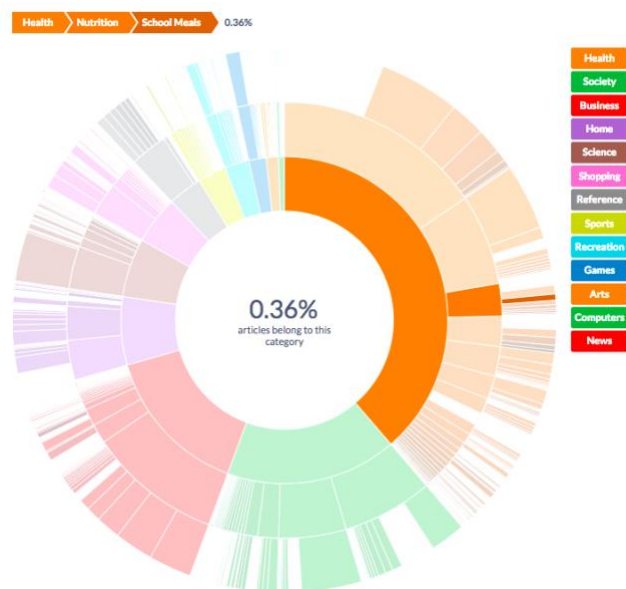 Health Nutrition School Meals 0.36%
Health
Society
Business
Home
Science
Shopping
Reference
Sports
Recreation
Games
Arts
Computers
News
0.36%
articles belong to this
category